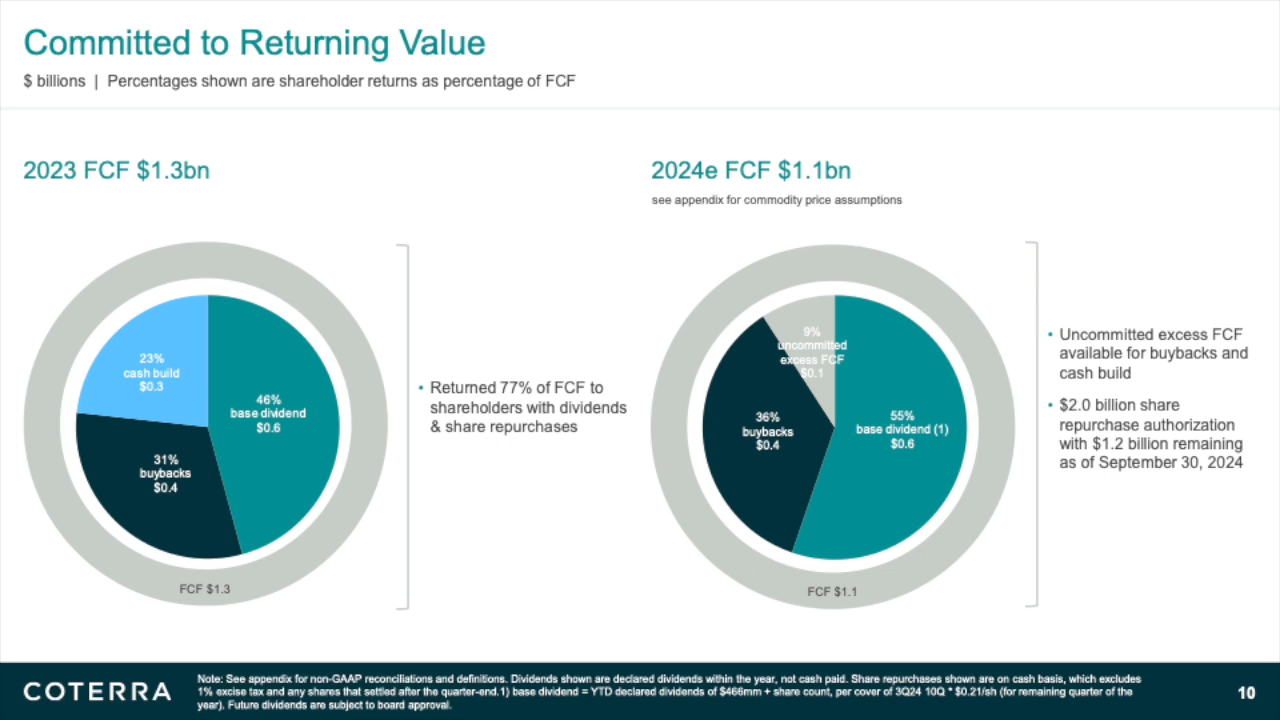 Committed to Returning Value
$ billions | Percentages shown are shareholder returns as percentage of FCF
2023 FCF $1.3bn
23%
cash build
$0.3
46%
base dividend
$0.6
31%
buybacks
$0.4
FCF $1.3
• Returned 77% of FCF to
shareholders with dividends
& share repurchases
2024e FCF $1.1bn
see appendix for commodity price assumptions
9%
uncommitted
excess FCF
$0.1
36%
buybacks
$0.4
55%
base dividend (1)
$0.6
FCF $1.1
• Uncommitted excess FCF
available for buybacks and
cash build
• $2.0 billion share
repurchase authorization
with $1.2 billion remaining
as of September 30, 2024
COTERRA
Note: See appendix for non-GAAP reconciliations and definitions. Dividends shown are declared dividends within the year, not cash paid. Share repurchases shown are on cash basis, which excludes
1% excise tax and any shares that settled after the quarter-end.1) base dividend = YTD declared dividends of $466mm + share count, per cover of 3Q24 10Q * $0.21/sh (for remaining quarter of the
year). Future dividends are subject to board approval.
10